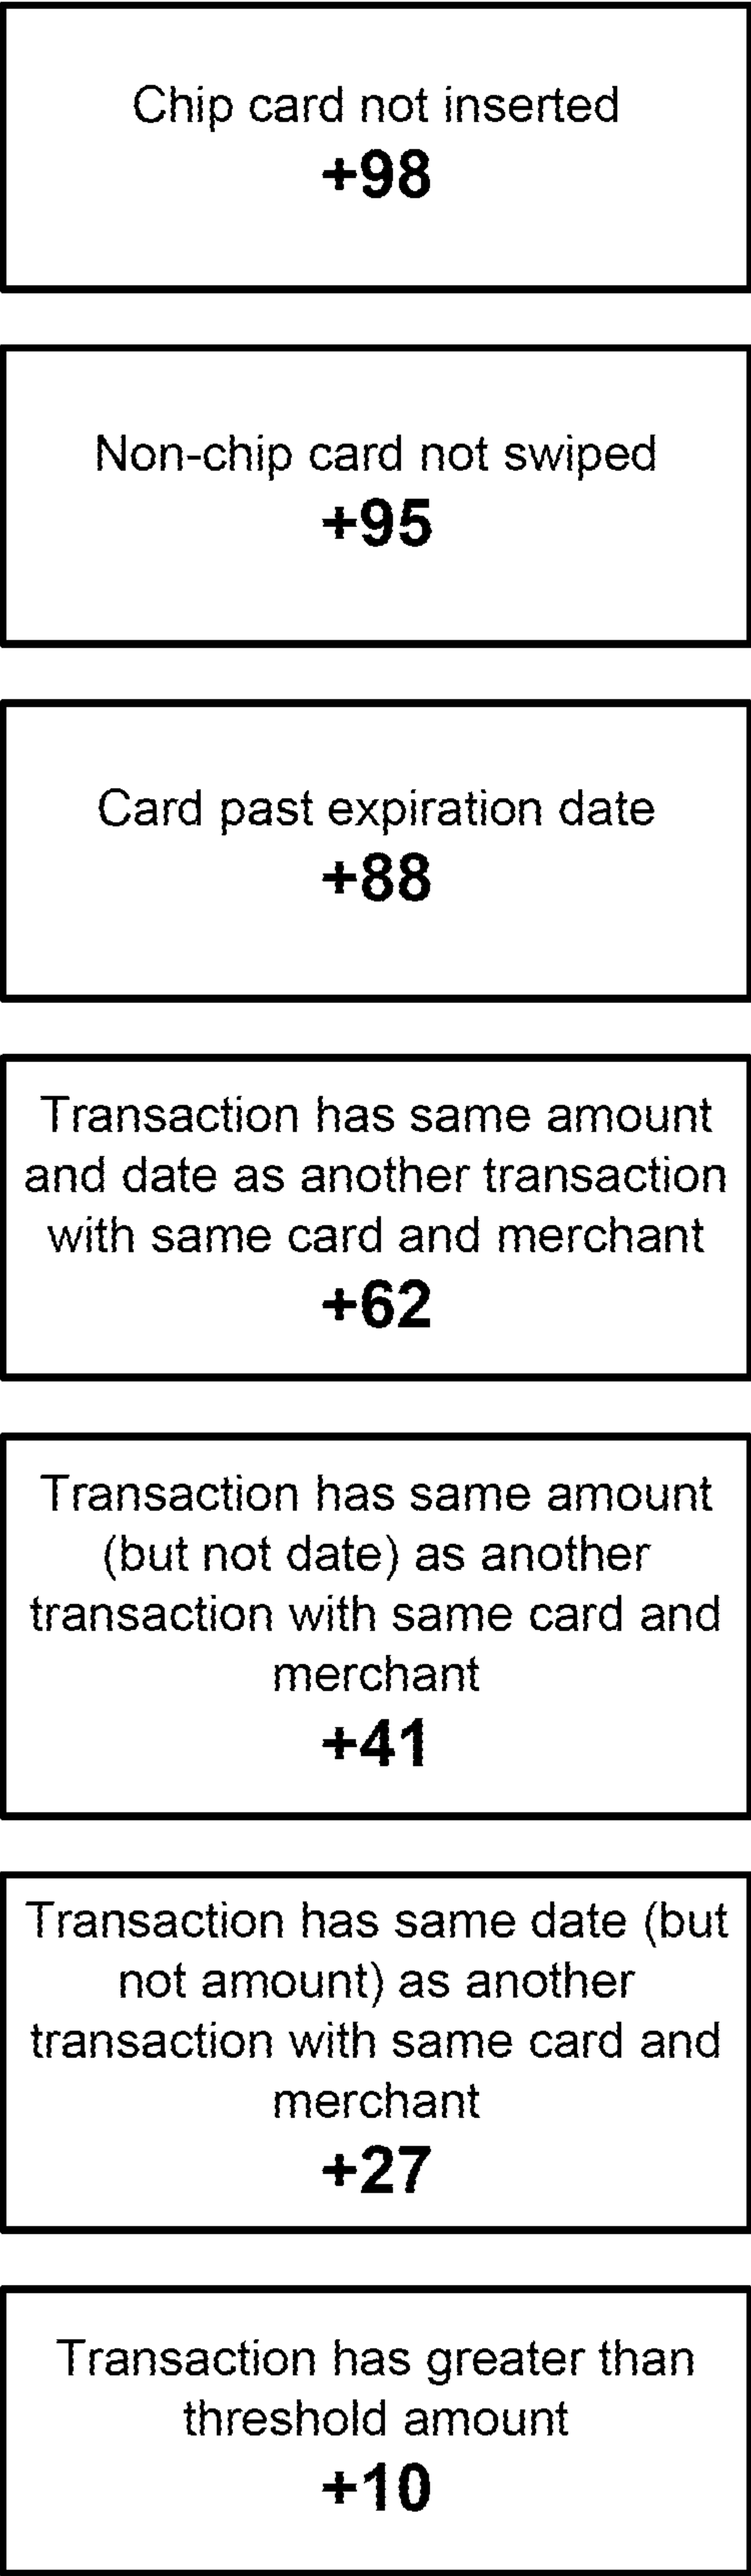 Chip card not inserted
+98
Non-chip card not swiped
+95
Card past expiration date
+88
Transaction has same amount
and date as another transaction
with same card and merchant
+62
Transaction has same amount
(but not date) as another
transaction with same card and
merchant
+41
Transaction has same date (but
not amount) as another
transaction with same card and
merchant
+27
Transaction has greater than
threshold amount
+10